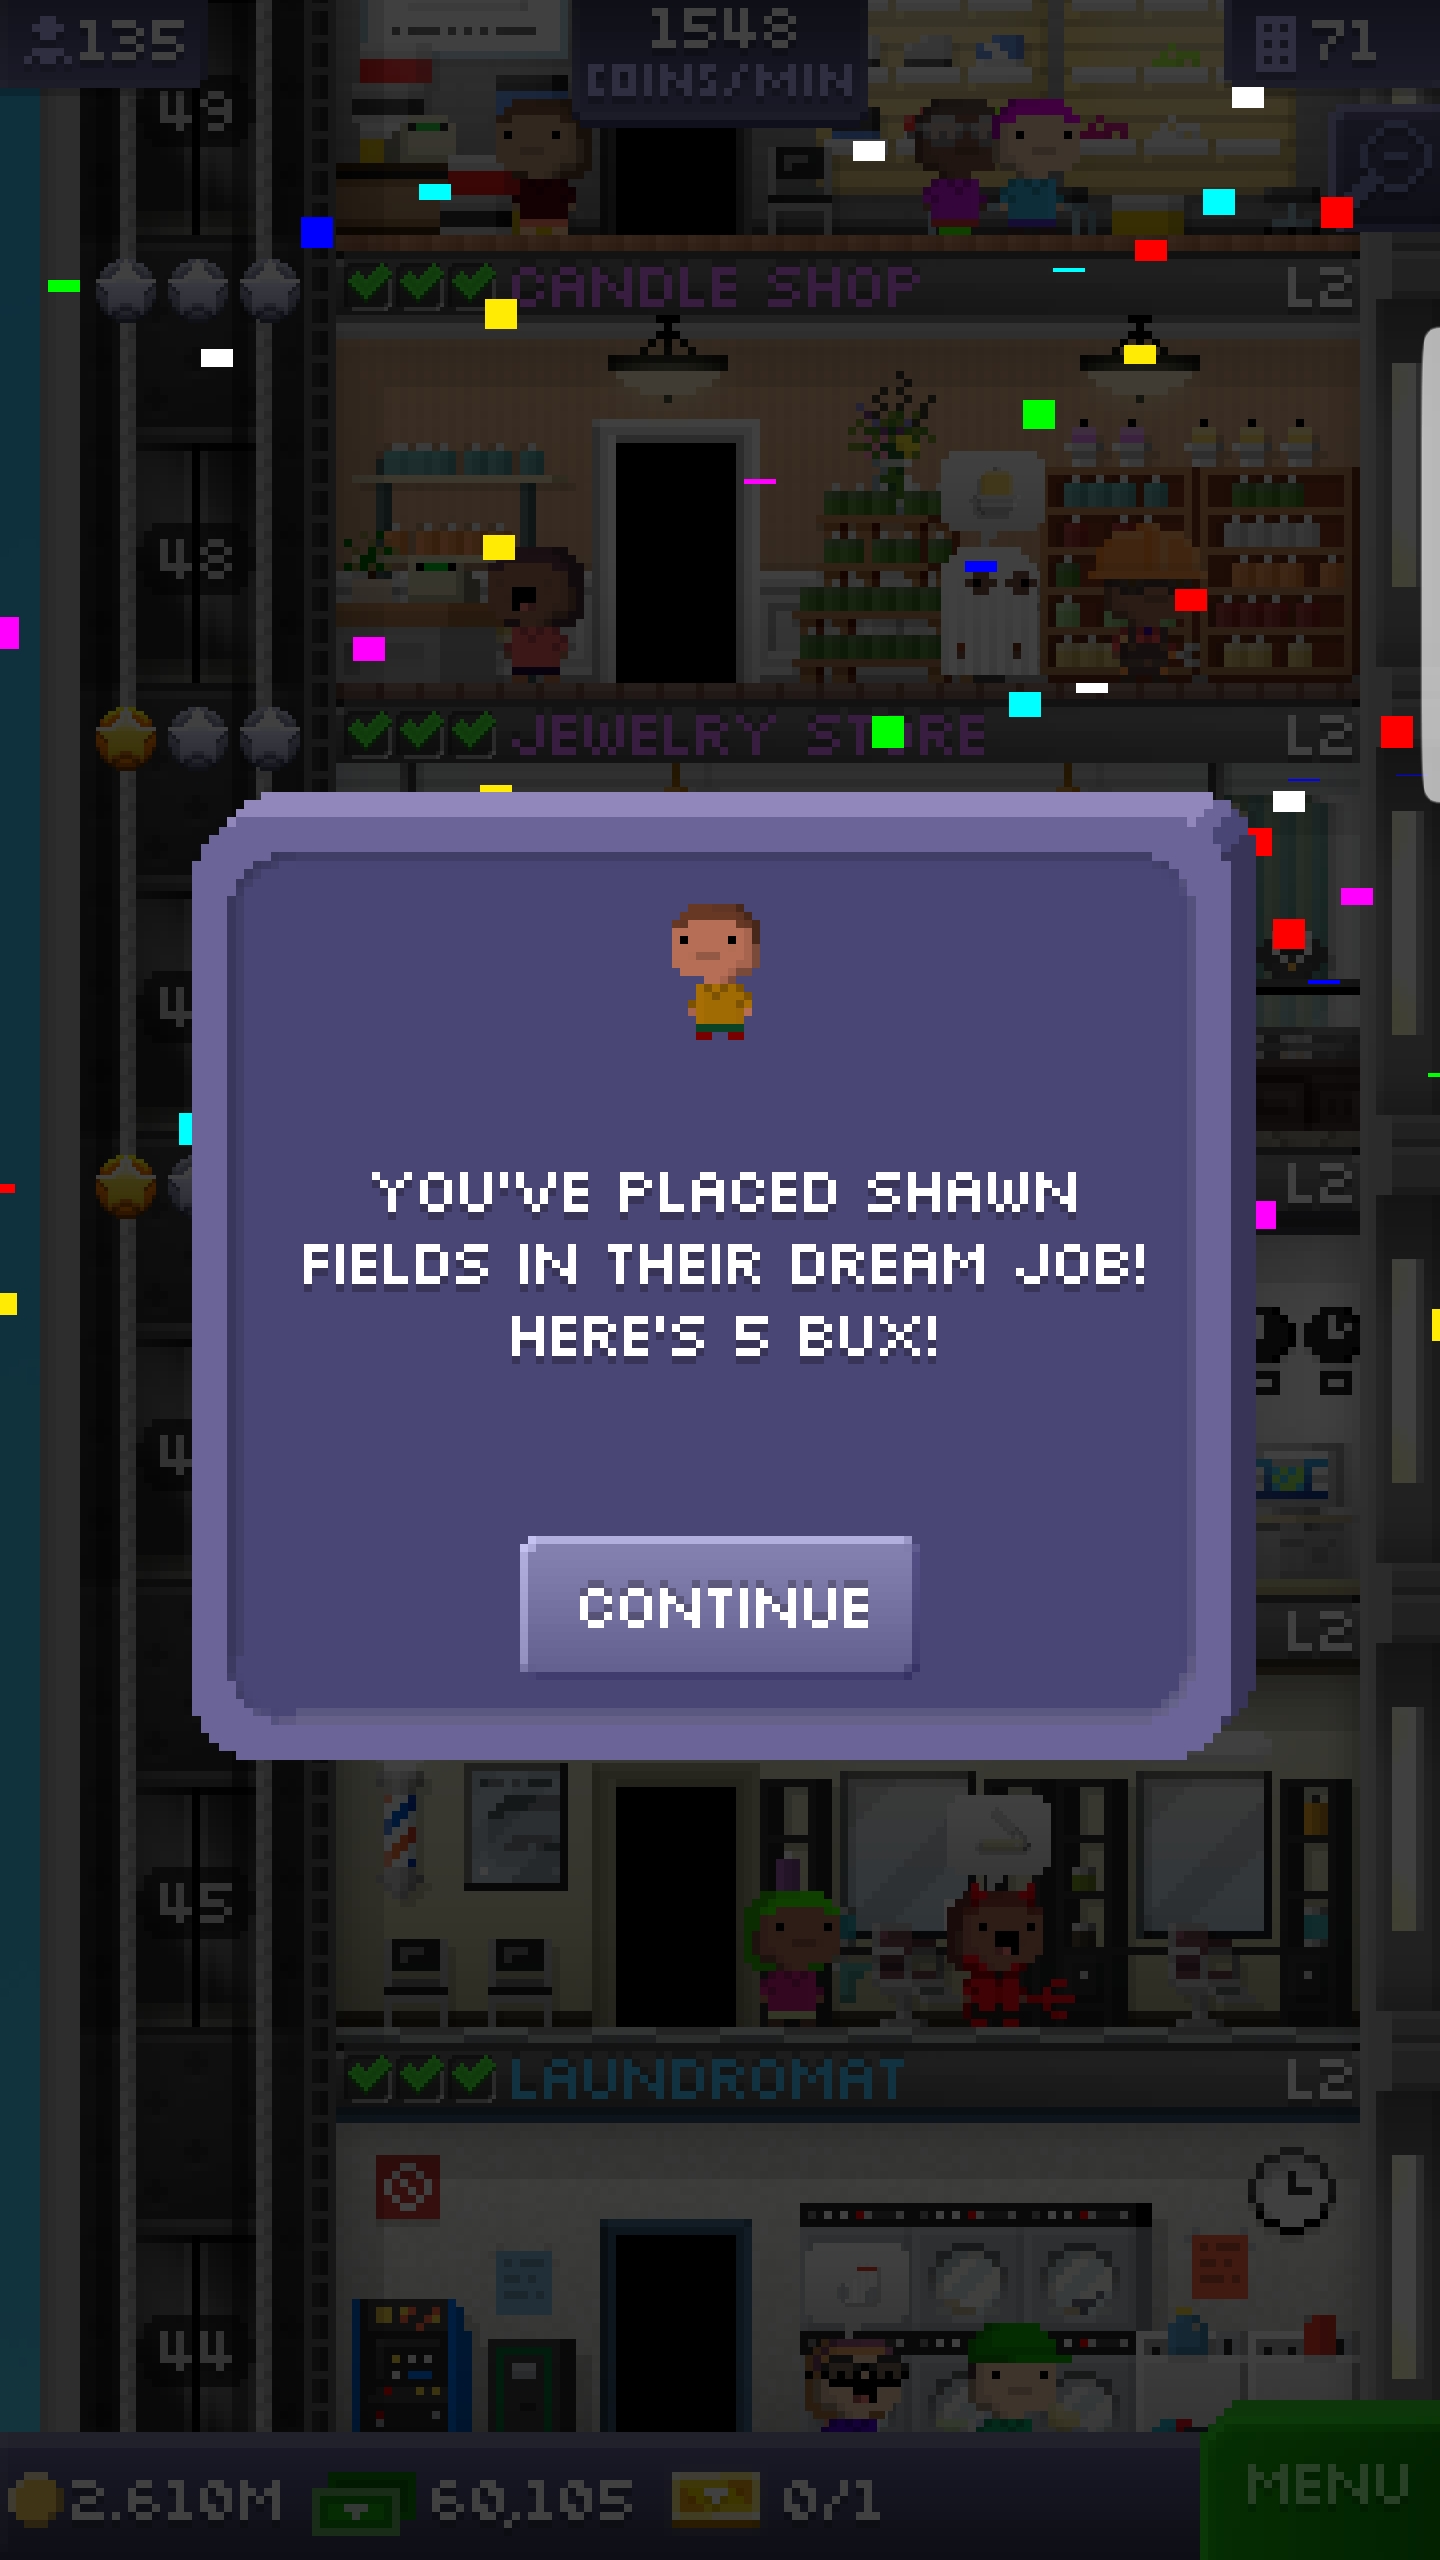 135
1548
COINS/MIN
71
49
CANDLE SHOP L2
48
JEWELRY STORE L2
L2
YOU'VE PLACED SHAWN
FIELDS IN THEIR DREAM JOB!
HERE'S 5 BUX!
CONTINUE
L2
45
LAUNDROMAT L2
44
2.610M 60,105 0/1
MENU